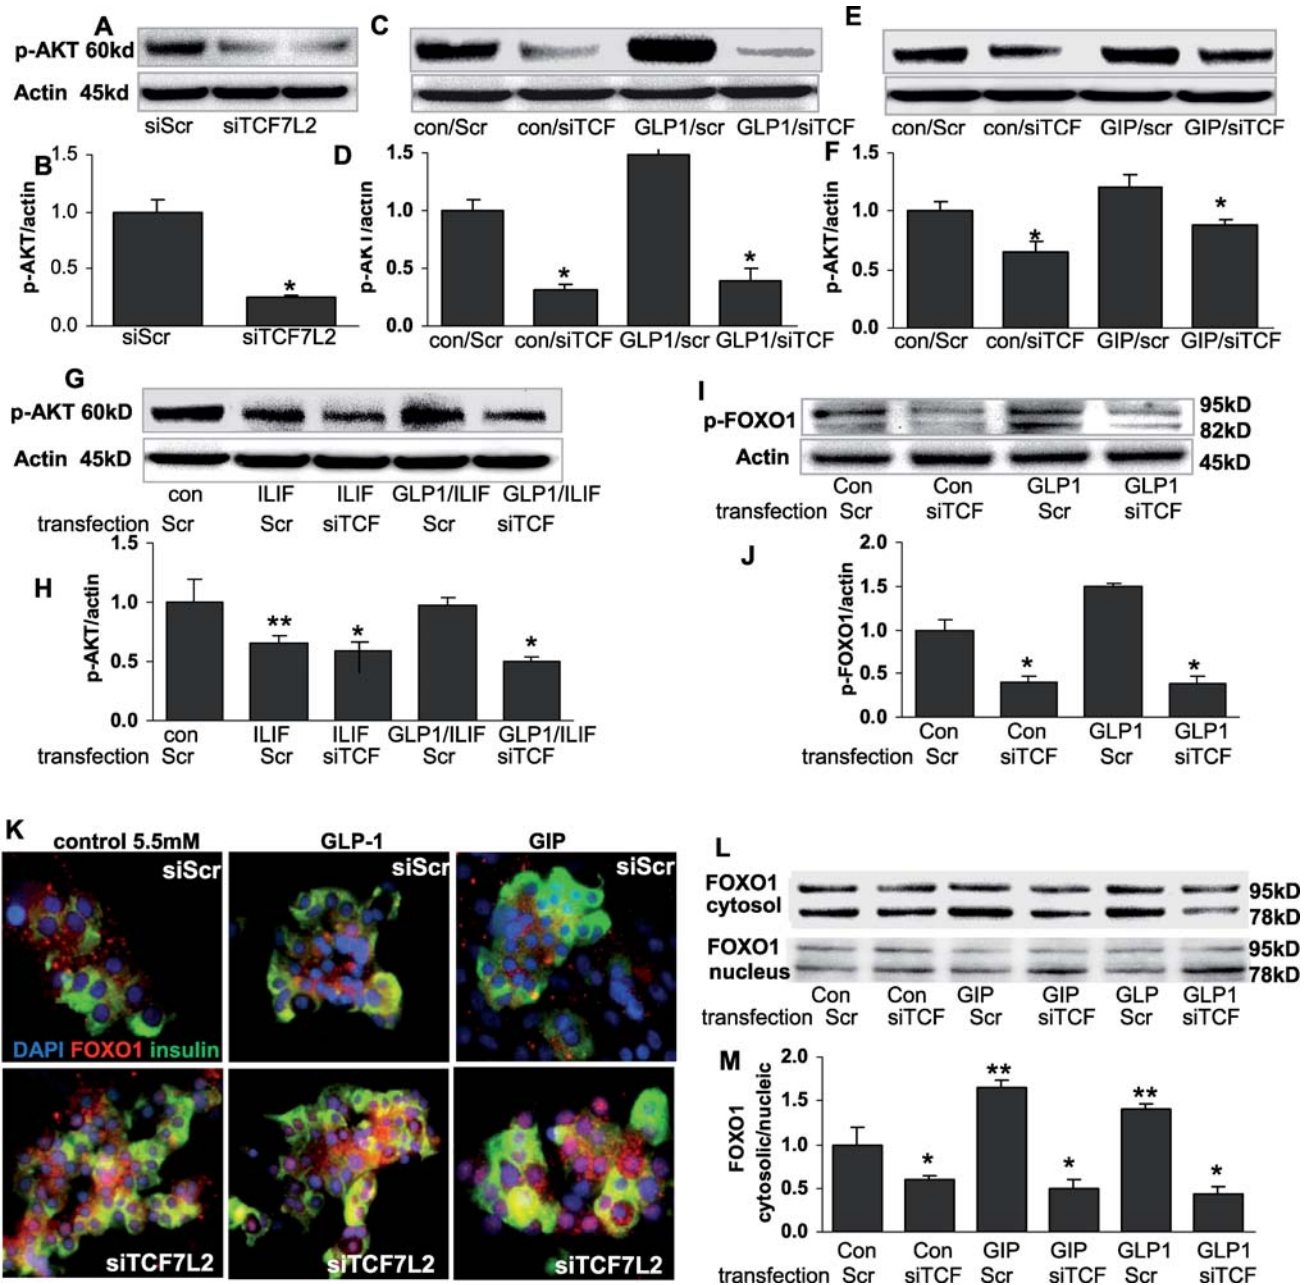 A
p-AKT 60kd
Actin 45kd
siScr siTCF7L2
B
1.5
1.0
0.5
0.0
p-AKT/actin
*
siScr siTCF7L2
C
con/Scr con/siTCF GLP1/scr GLP1/siTCF
D
1.5
1.0
0.5
0.0
p-AKT/actin
* *
con/Scr con/siTCF GLP1/scr GLP1/siTCF
E
con/Scr con/siTCF GIP/scr GIP/siTCF
F
1.5
1.0
0.5
0.0
p-AKT/actin
* *
con/Scr con/siTCF GIP/scr GIP/siTCF
G
p-AKT 60kD
Actin 45kD
con ILIF ILIF GLP1/ILIF GLP1/ILIF
transfection Scr Scr siTCF Scr siTCF
H
1.5
1.0
0.5
0.0
p-AKT/actin
** * *
con ILIF ILIF GLP1/ILIF GLP1/ILIF
transfection Scr Scr siTCF Scr siTCF
I
p-FOXO1 95kD
82kD
Actin 45kD
Con Con GLP1 GLP1
transfection Scr siTCF Scr siTCF
J
2.0
1.5
1.0
0.5
0.0
p-FOXO1/actin
* *
Con Con GLP1 GLP1
transfection Scr siTCF Scr siTCF
K
control 5.5mM GLP-1 GIP
siScr siScr siScr
DAPI FOXO1 insulin
siTCF7L2 siTCF7L2 siTCF7L2
L
FOXO1 95kD
cytosol 78kD
FOXO1 95kD
nucleus 78kD
Con Con GIP GIP GLP GLP1
transfection Scr siTCF Scr siTCF Scr siTCF
M
2.0
1.5
1.0
0.5
0.0
FOXO1
cytosolic/nucleic
* ** * ** *
Con Con GIP GIP GLP1 GLP1
transfection Scr siTCF Scr siTCF Scr siTCF